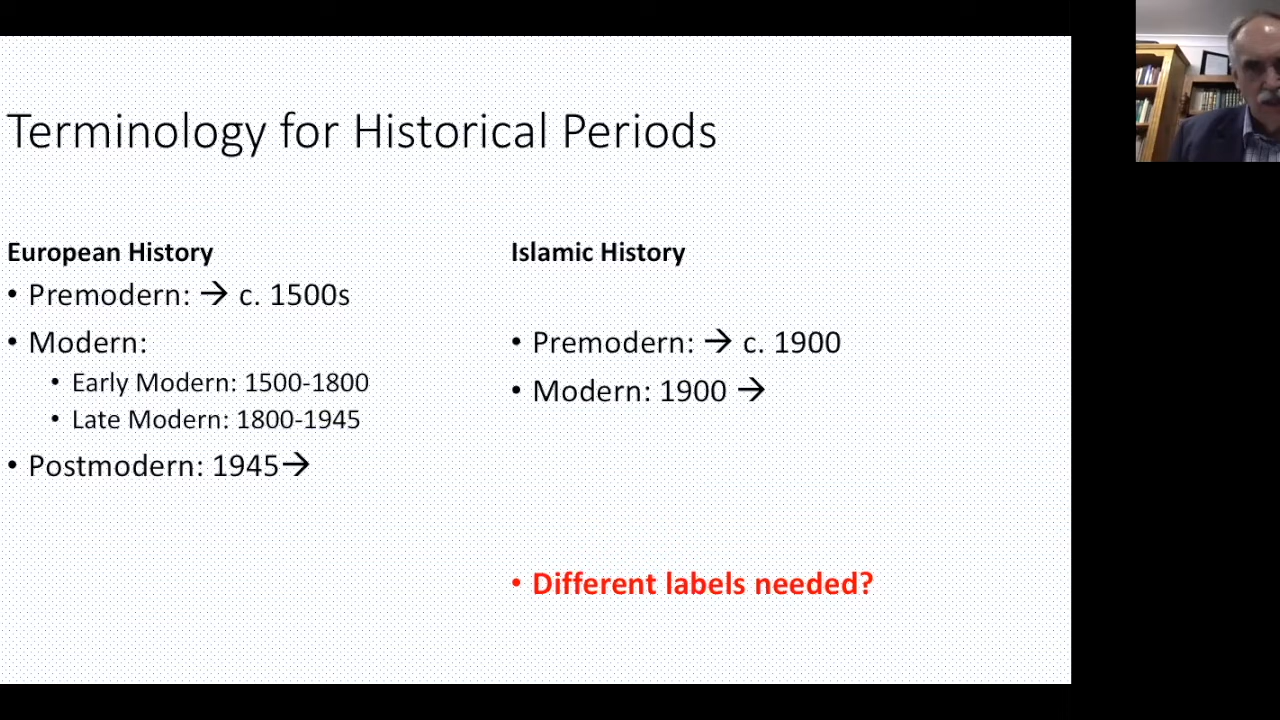 Terminology for Historical Periods
European History
• Premodern: → c. 1500s
• Modern:
• Early Modern: 1500-1800
• Late Modern: 1800-1945
• Postmodern: 1945→
Islamic History
• Premodern: → c. 1900
• Modern: 1900 →
• Different labels needed?